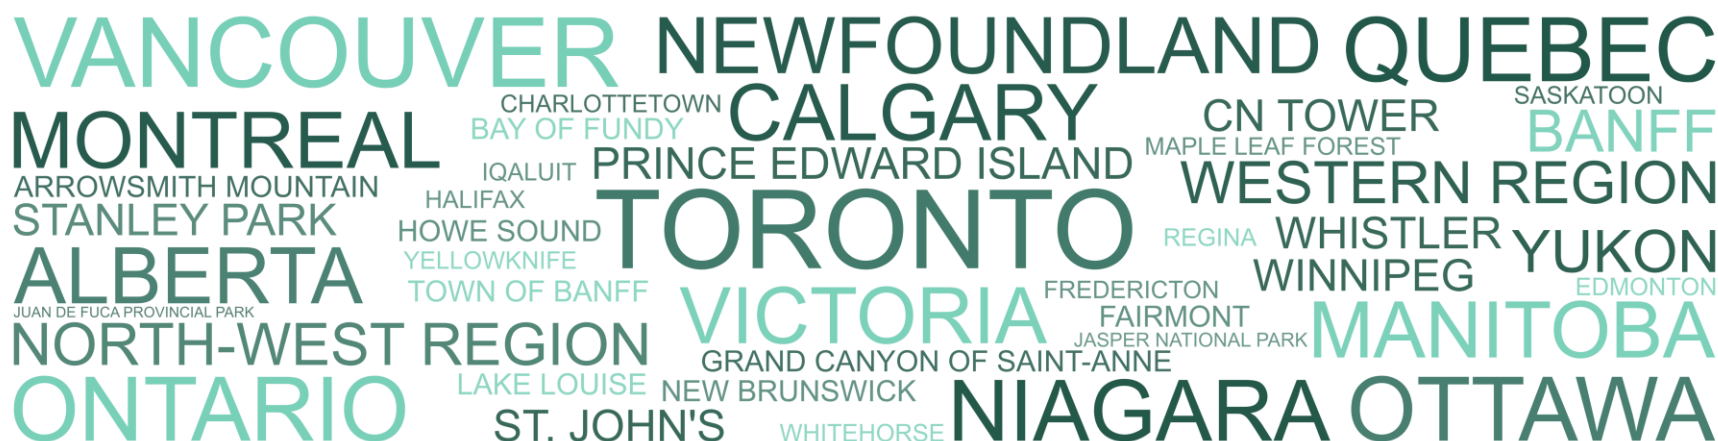 VANCOUVER
NEWFOUNDLAND
QUEBEC
CHARLOTTETOWN
CALGARY
SASKATOON
MONTREAL
BAY OF FUNDY
CN TOWER
BANFF
MAPLE LEAF FOREST
IQALUIT
PRINCE EDWARD ISLAND
WESTERN REGION
ARROWSMITH MOUNTAIN
HALIFAX
STANLEY PARK
HOWE SOUND
TORONTO
REGINA
WHISTLER
YUKON
ALBERTA
YELLOWKNIFE
WINNIPEG
TOWN OF BANFF
VICTORIA
FREDERICTON
EDMONTON
JUAN DE FUCA PROVINCIAL PARK
FAIRMONT
MANITOBA
NORTH-WEST REGION
JASPER NATIONAL PARK
GRAND CANYON OF SAINT-ANNE
ONTARIO
LAKE LOUISE
NEW BRUNSWICK
NIAGARA
OTTAWA
ST. JOHN'S
WHITEHORSE